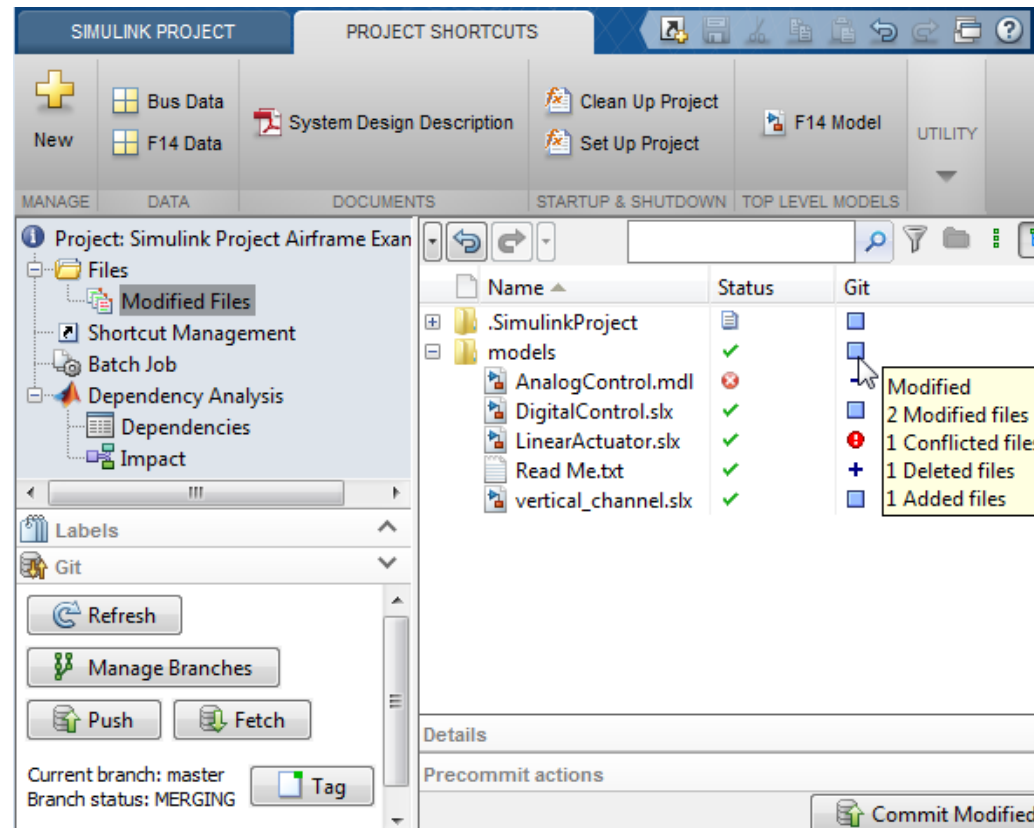 SIMULINK PROJECT
PROJECT SHORTCUTS
New
Bus Data
F14 Data
System Design Description
Clean Up Project
Set Up Project
F14 Model
UTILITY
MANAGE
DATA
DOCUMENTS
STARTUP & SHUTDOWN
TOP LEVEL MODELS
Project: Simulink Project Airframe Exan
Files
Modified Files
Shortcut Management
Batch Job
Dependency Analysis
Dependencies
Impact
Labels
Git
Refresh
Manage Branches
Push
Fetch
Current branch: master
Branch status: MERGING
Tag
Name
Status
Git
.SimulinkProject
models
AnalogControl.mdl
DigitalControl.slx
LinearActuator.slx
Read Me.txt
vertical_channel.slx
Modified
2 Modified files
1 Conflicted files
1 Deleted files
1 Added files
Details
Precommit actions
Commit Modified